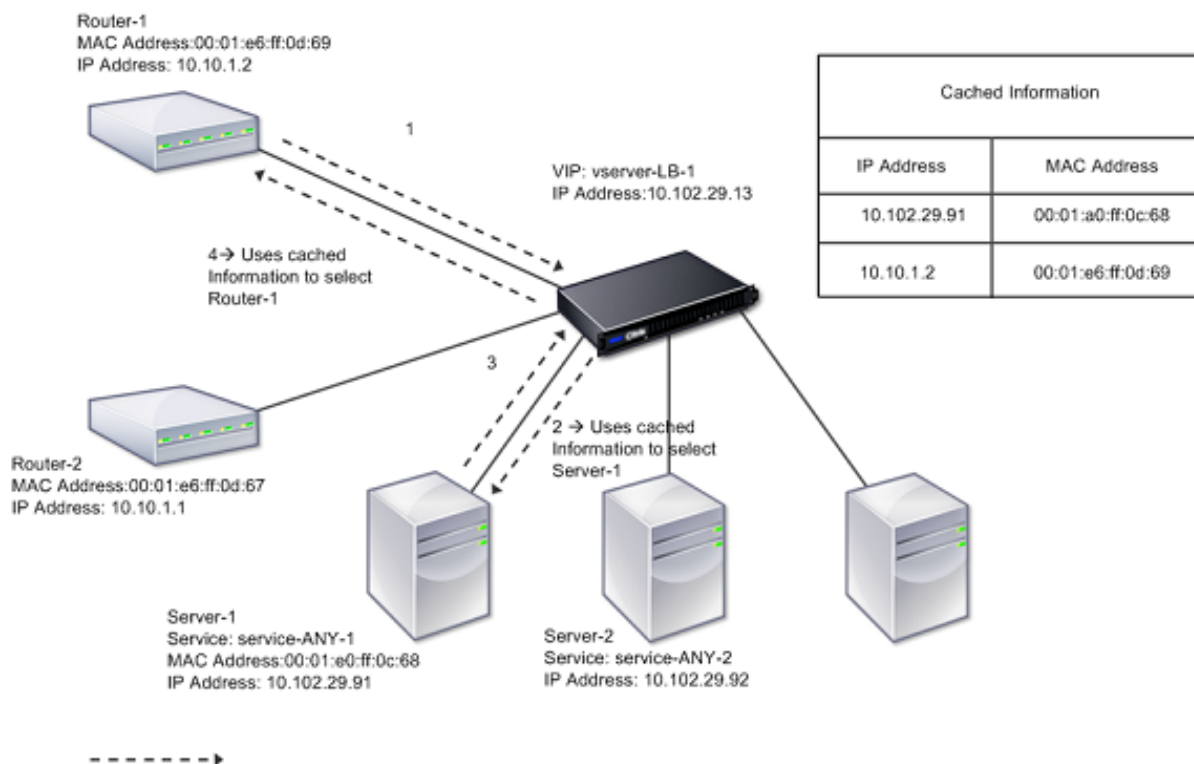 Router-1
MAC Address:00:01:e6:ff:0d:69
IP Address: 10.10.1.2
1
VIP: vserver-LB-1
IP Address:10.102.29.13
Cached Information
IP Address
MAC Address
10.102.29.91
00:01:a0:ff:0c:68
10.10.1.2
00:01:e6:ff:0d:69
4→ Uses cached
Information to select
Router-1
Citrix
3
2 → Uses cached
Information to select
Server-1
Router-2
MAC Address:00:01:e6:ff:0d:67
IP Address: 10.10.1.1
Server-1
Service: service-ANY-1
MAC Address:00:01:e0:ff:0c:68
IP Address: 10.102.29.91
Server-2
Service: service-ANY-2
IP Address: 10.102.29.92